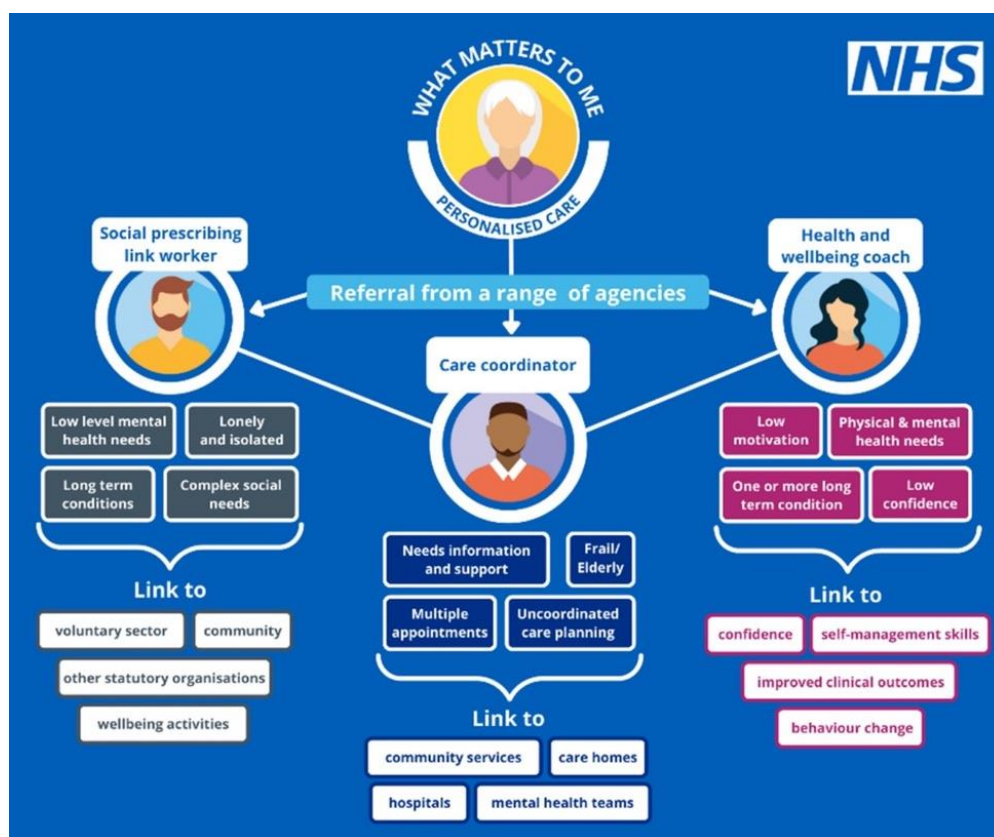 WHAT MATTERS TO ME
NHS
PERSONALISED CARE
Social prescribing
link worker
Health and
wellbeing coach
Referral from a range of agencies
Care coordinator
Low level mental
health needs
Lonely
and isolated
Long term
conditions
Complex social
needs
Link to
voluntary sector
community
other statutory organisations
wellbeing activities
Needs information
and support
Frail/
Elderly
Multiple
appointments
Uncoordinated
care planning
Link to
community services
care homes
hospitals
mental health teams
Low
motivation
Physical & mental
health needs
One or more long
term condition
Low
confidence
Link to
confidence
self-management skills
improved clinical outcomes
behaviour change